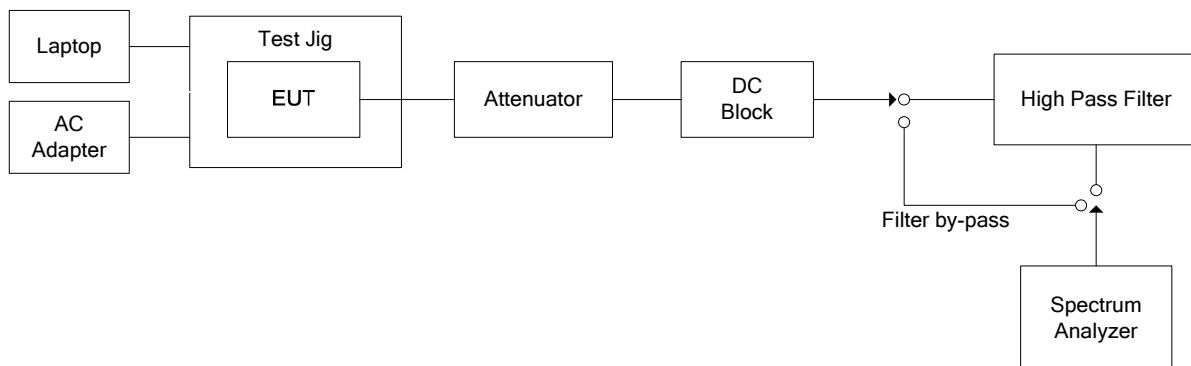 Laptop
AC
Adapter
Test Jig
EUT
Attenuator
DC
Block
High Pass Filter
Filter by-pass
Spectrum
Analyzer